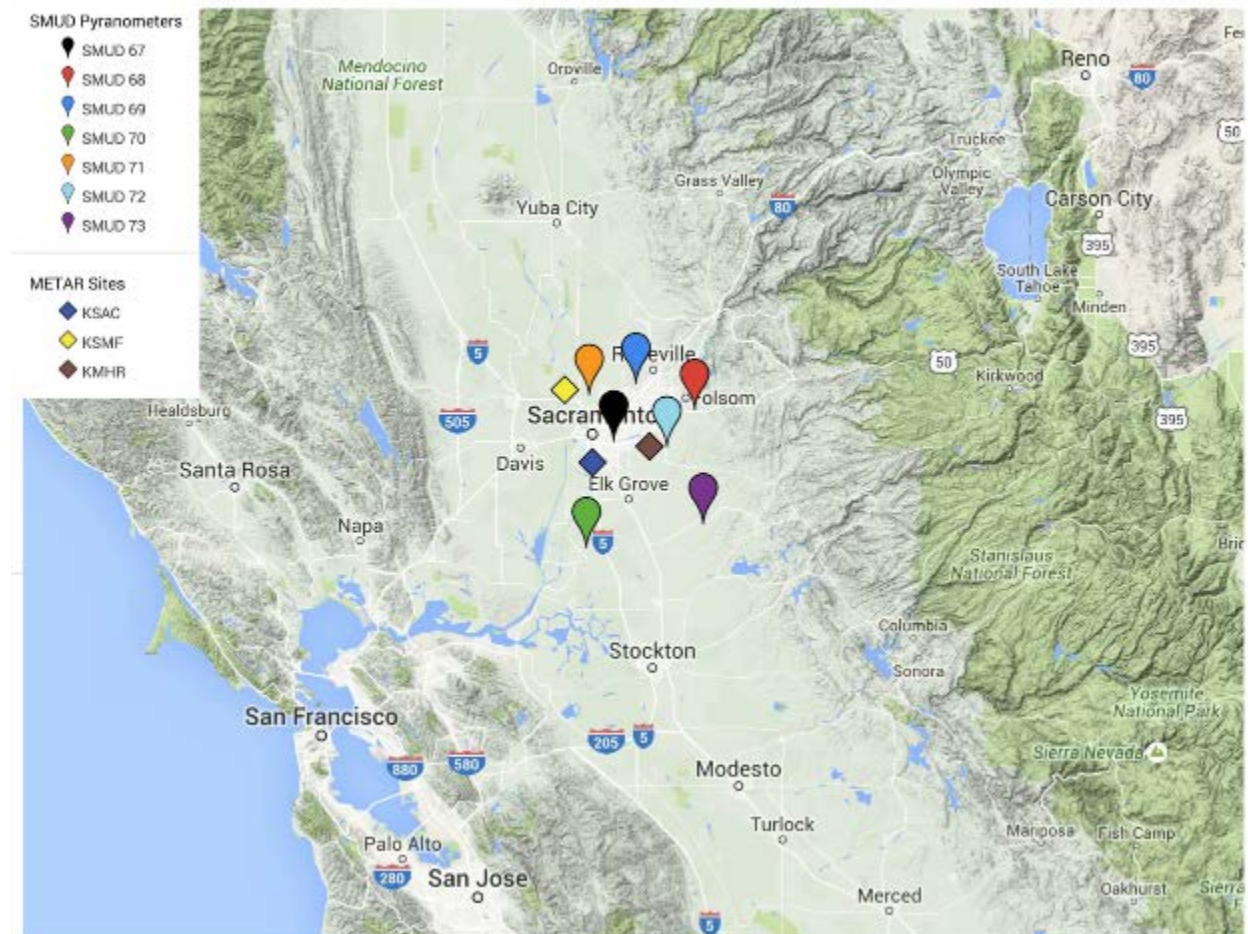 SMUD Pyranometers
SMUD 67
SMUD 68
SMUD 69
SMUD 70
SMUD 71
SMUD 72
SMUD 73
METAR Sites
KSAC
KSMF
KMHR
Mendocino
National Forest
Oroville
Reno
80
50
Truckee
Olympic
Valley
Grass Valley
80
Yuba City
Carson City
395
South Lake
Tahoe
Minden
5
395
50
Kirkwood
Folsom
395
Healdsburg
505
Sacramento
Davis
Santa Rosa
Elk Grove
Napa
5
Stanislaus
National Forest
Columbia
Sonora
Stockton
Yosemite
National Park
San Francisco
205
5
Sierra Nevada
880
580
Modesto
Turlock
Mariposa
Fish Camp
Palo Alto
280
San Jose
Merced
Oakhurst
Sierra
5